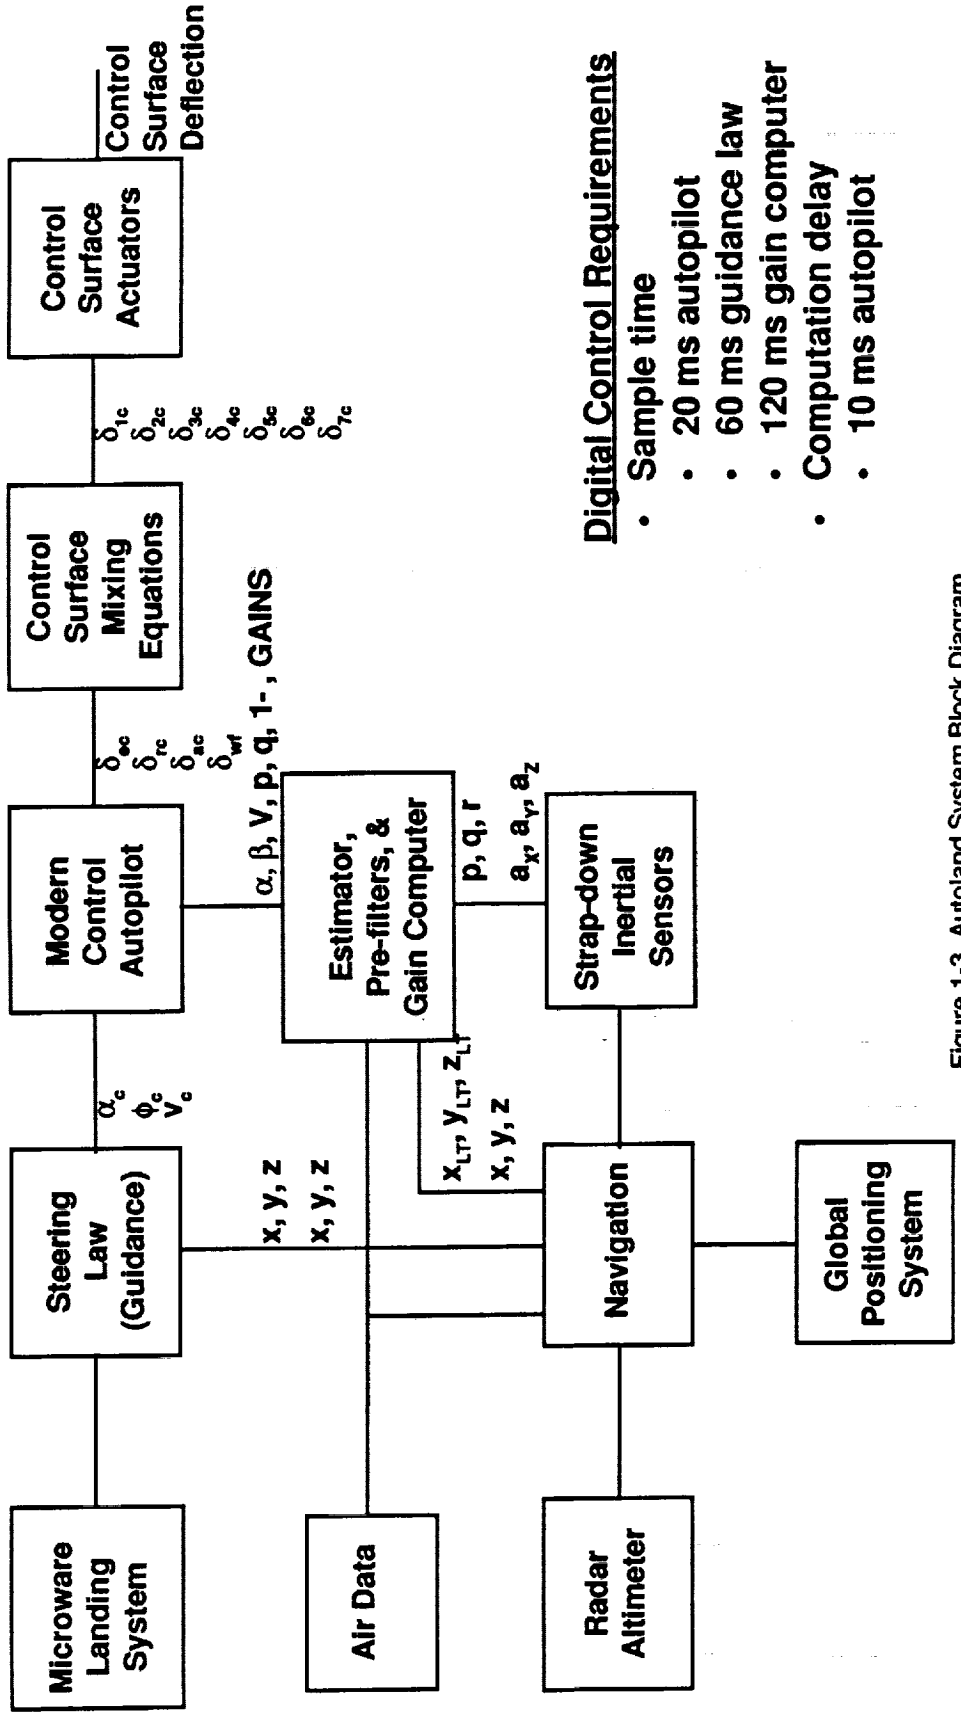 Microware
Landing
System
Steering
Law
(Guidance)
α_c
ϕ_c
V_c
Modern
Control
Autopilot
δ_ec
δ_rc
δ_ac
δ_wf
Control
Surface
Mixing
Equations
δ_1c
δ_2c
δ_3c
δ_4c
δ_5c
δ_6c
δ_7c
Control
Surface
Actuators
Control
Surface
Deflection
x, y, z
x, y, z
α, β, V, p, q, 1- , GAINS
Air Data
Estimator,
Pre-filters, &
Gain Computer
x_LT, y_LT, z_LT
x, y, z
p, q, r
a_X, a_Y, a_Z
Radar
Altimeter
Navigation
Strap-down
Inertial
Sensors
Global
Positioning
System
Digital Control Requirements
• Sample time
• 20 ms autopilot
• 60 ms guidance law
• 120 ms gain computer
• Computation delay
• 10 ms autopilot
Figure 1-3. Autoland System Block Diagram